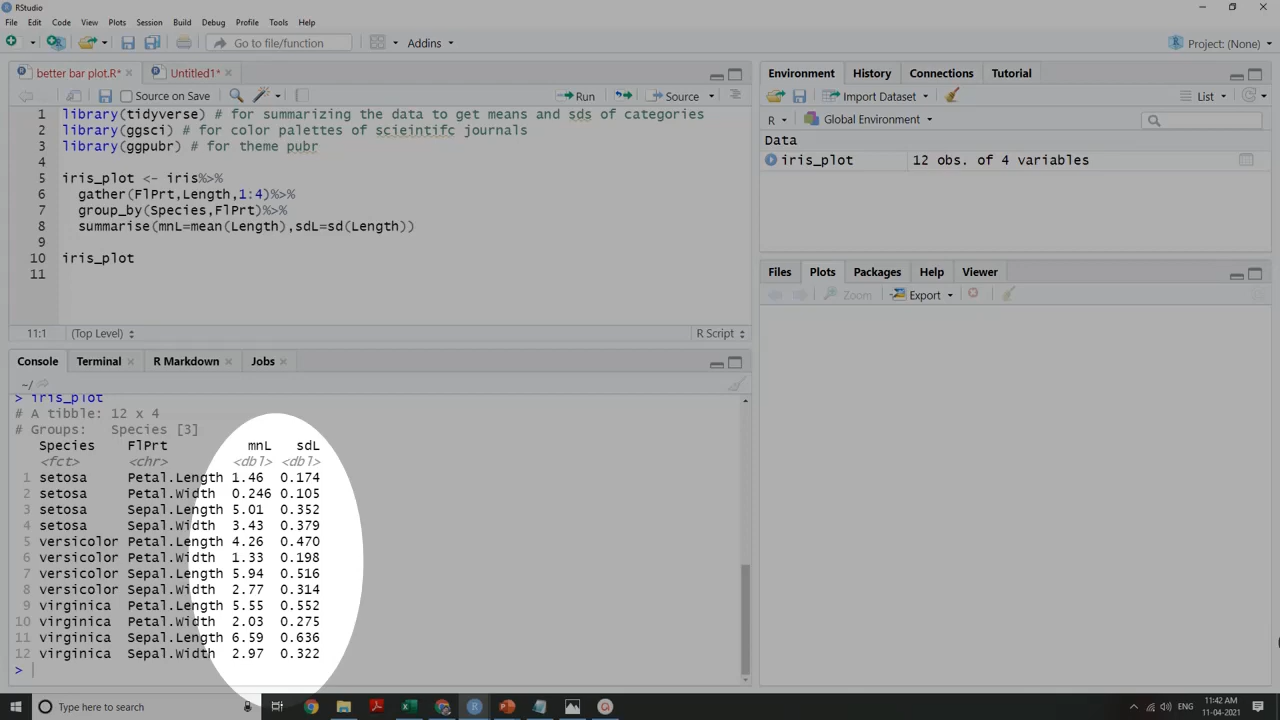 RStudio
File Edit Code View Plots Session Build Debug Profile Tools Help
Go to file/function Addins Project: (None)
better bar plot.R* Untitled1*
Source on Save Run Source
1 library(tidyverse) # for summarizing the data to get means and sds of categories
2 library(ggsci) # for color palettes of scieintifc journals
3 library(ggpubr) # for theme pubr
4
5 iris_plot <- iris%>%
6 gather(FlPrt,Length,1:4)%>%
7 group_by(Species,FlPrt)%>%
8 summarise(mnL=mean(Length),sdL=sd(Length))
9
10 iris_plot
11
11:1 (Top Level) R Script
Console Terminal R Markdown Jobs
~/
> iris_plot
# A tibble: 12 x 4
# Groups: Species [3]
Species FlPrt mnL sdL
<fct> <chr> <dbl> <dbl>
1 setosa Petal.Length 1.46 0.174
2 setosa Petal.Width 0.246 0.105
3 setosa Sepal.Length 5.01 0.352
4 setosa Sepal.Width 3.43 0.379
5 versicolor Petal.Length 4.26 0.470
6 versicolor Petal.Width 1.33 0.198
7 versicolor Sepal.Length 5.94 0.516
8 versicolor Sepal.Width 2.77 0.314
9 virginica Petal.Length 5.55 0.552
10 virginica Petal.Width 2.03 0.275
11 virginica Sepal.Length 6.59 0.636
12 virginica Sepal.Width 2.97 0.322
>
Environment History Connections Tutorial
Import Dataset List
R Global Environment
Data
iris_plot 12 obs. of 4 variables
Files Plots Packages Help Viewer
Zoom Export
Type here to search
ENG
11:42 AM
11-04-2021